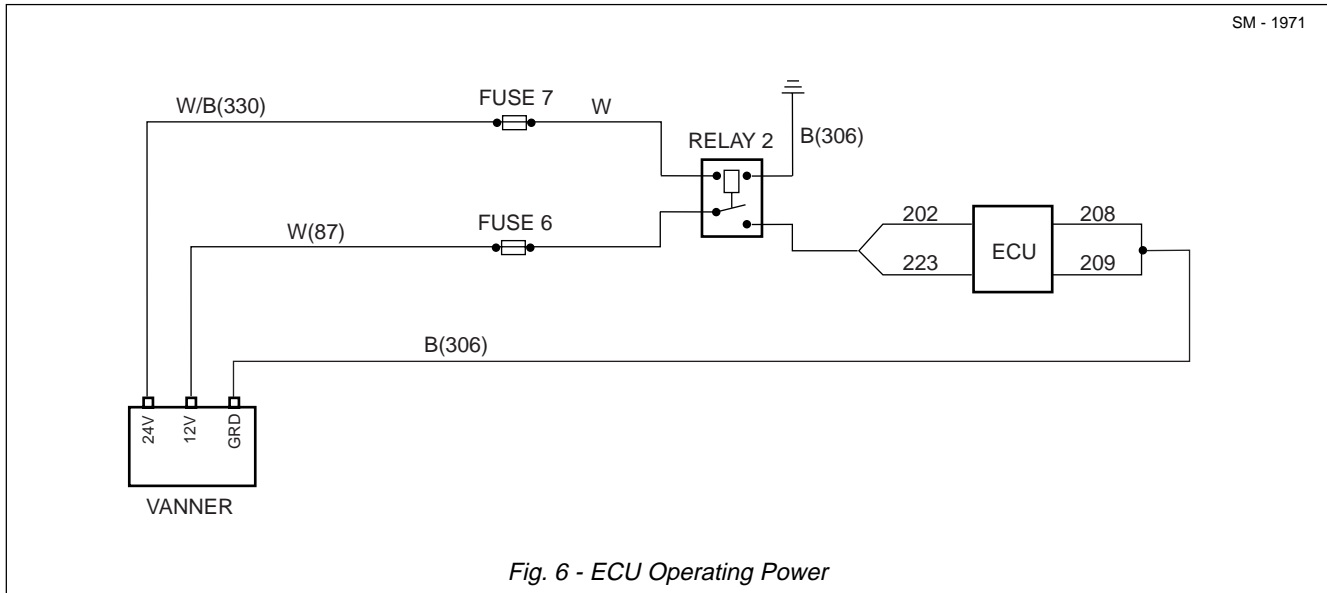 SM - 1971
W/B(330)
FUSE 7
W
RELAY 2
B(306)
W(87)
FUSE 6
202
208
ECU
223
209
B(306)
24V
12V
GRD
VANNER
Fig. 6 - ECU Operating Power